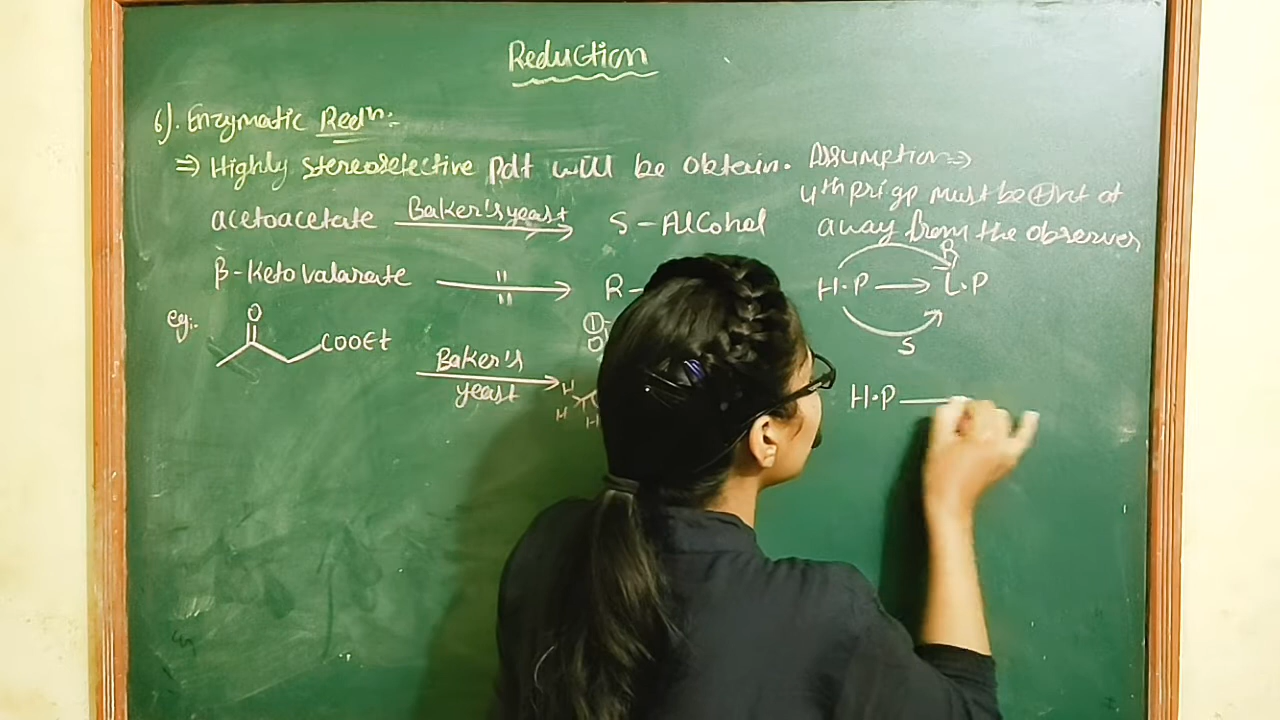 Reduction
6). Enzymatic Redn:-
⇒ Highly stereoselective pdt will be obtain.
acetoacetate Baker's yeast S - Alcohol
β-Keto Valarate " " R -
eg:-
O
COOEt
Baker's
yeast
①
O
H
H
H
Assumption ⇒
4th pri gp must be at
away from the observer
R
H.P → L.P
S
H.P